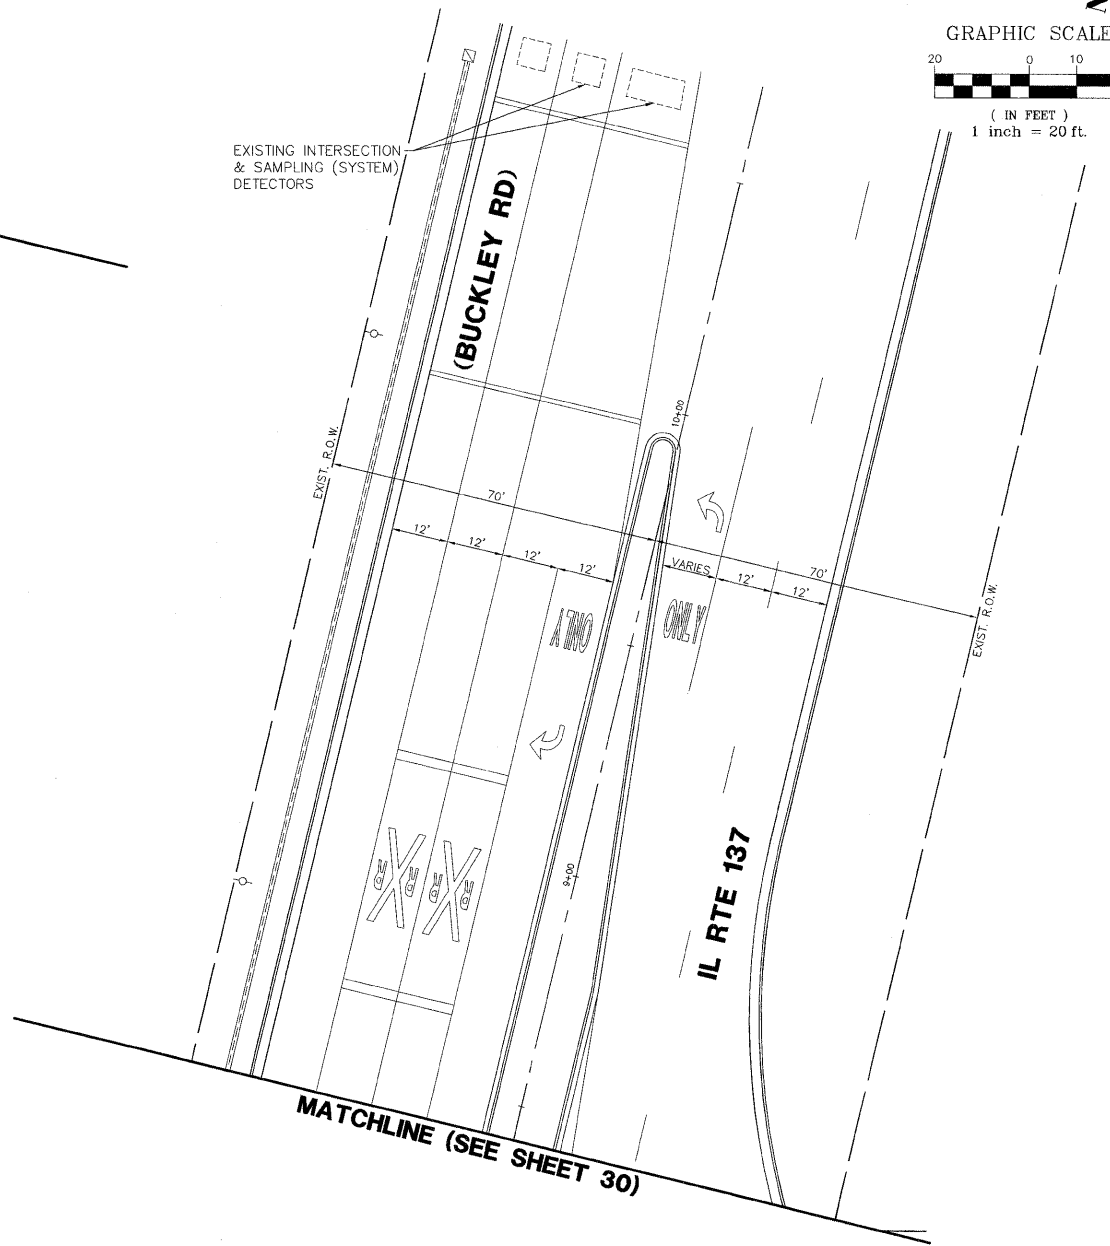 N
GRAPHIC SCALE
20 0 10
( IN FEET )
1 inch = 20 ft.
EXISTING INTERSECTION
& SAMPLING (SYSTEM)
DETECTORS
(BUCKLEY RD)
10+00
EXIST. R.O.W.
70'
12'
12'
12'
12'
VARIES
12'
12'
70'
EXIST. R.O.W.
ONLY
ONLY
9+00
R R
R R
IL RTE 137
MATCHLINE (SEE SHEET 30)